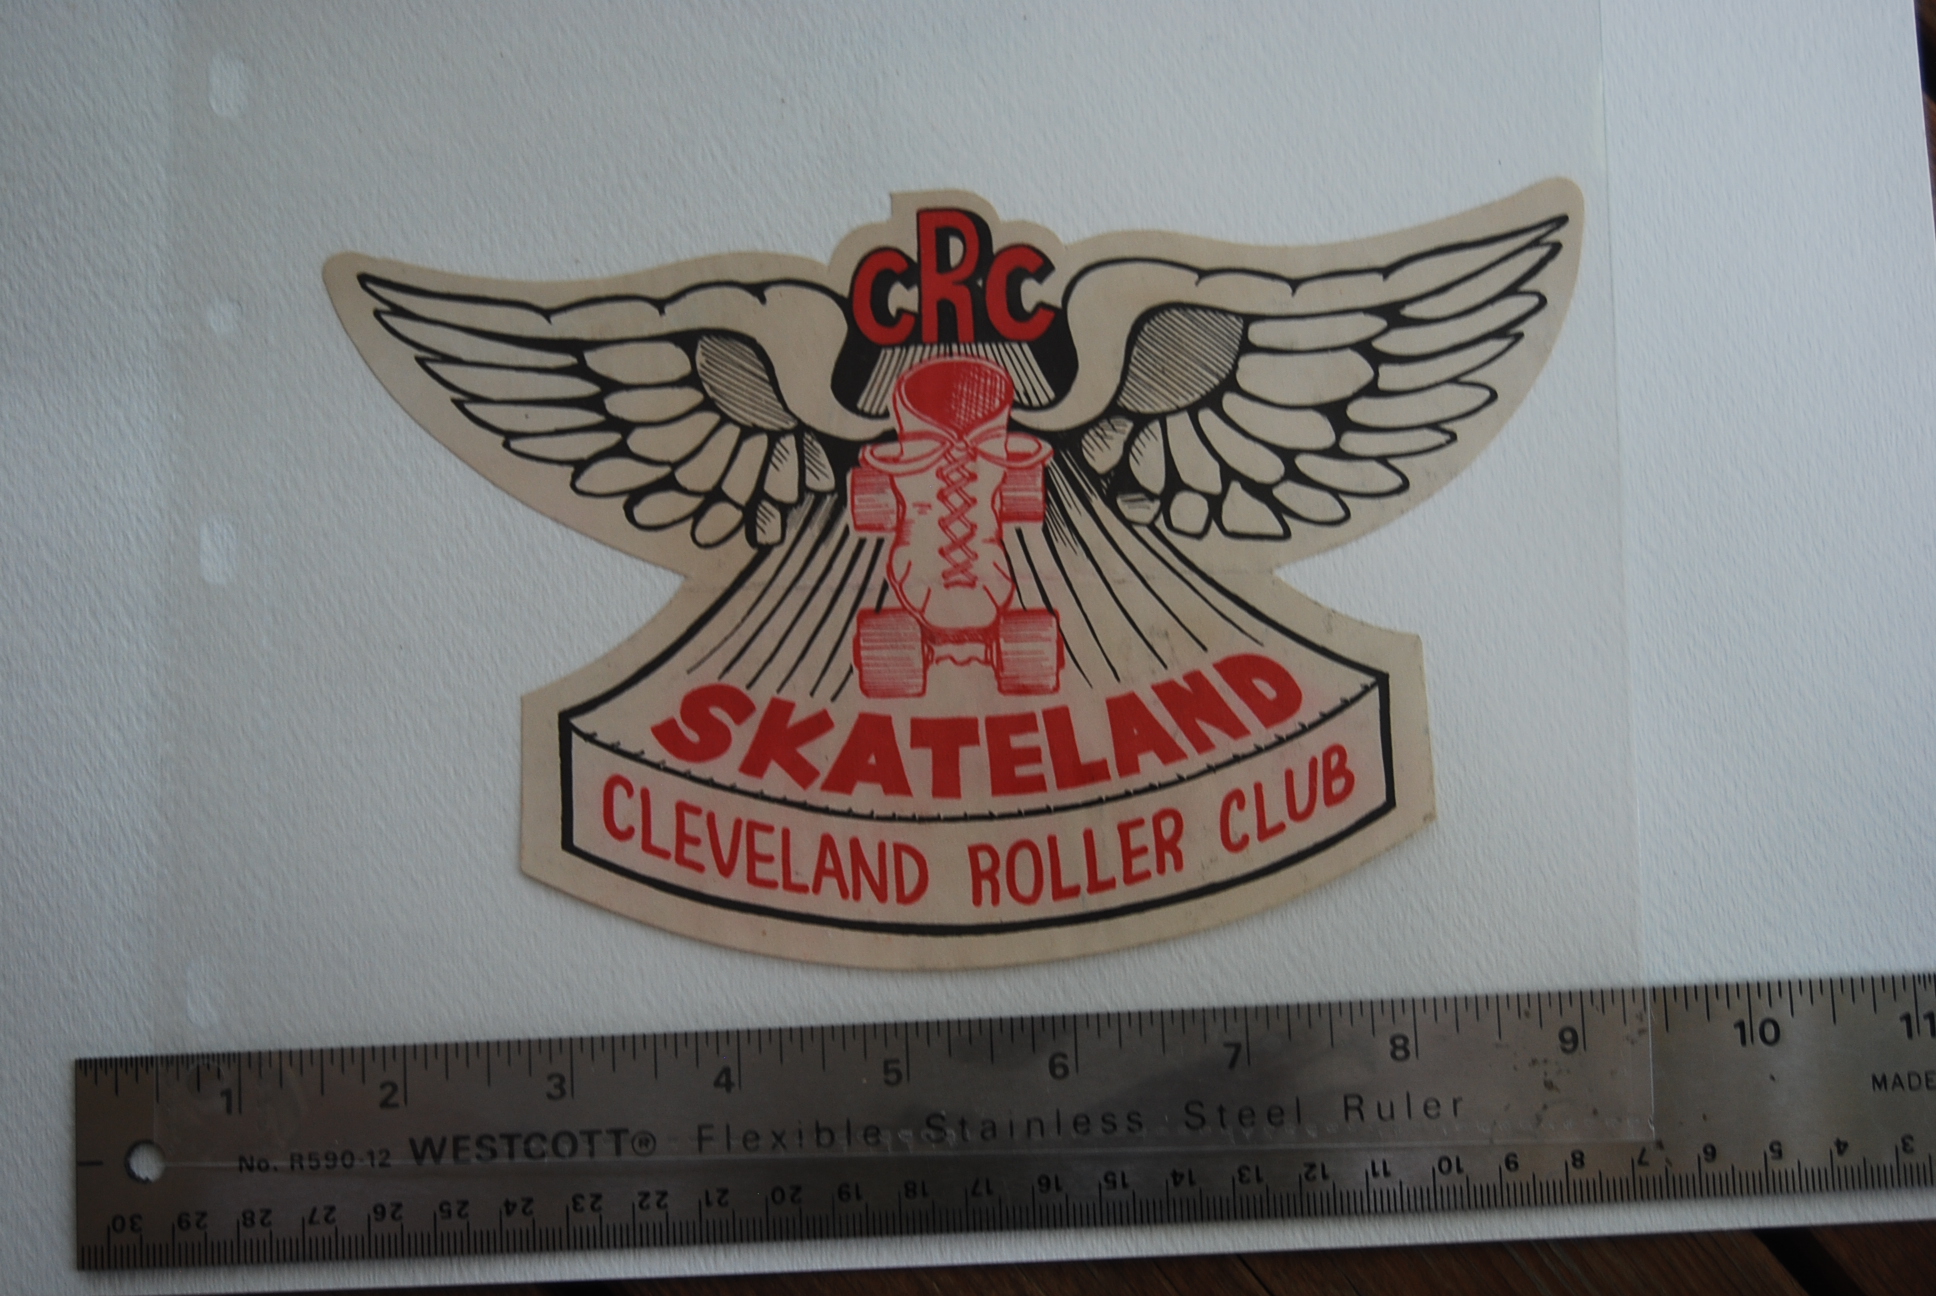 CRC
SKATELAND
CLEVELAND ROLLER CLUB
1 2 3 4 5 6 7 8 9 10 11
MADE
No. R590-12 WESTCOTT® Flexible Stainless Steel Ruler
30 29 28 27 26 25 24 23 22 21 20 19 18 17 16 15 14 13 12 11 10 9 8 7 6 5 4 3